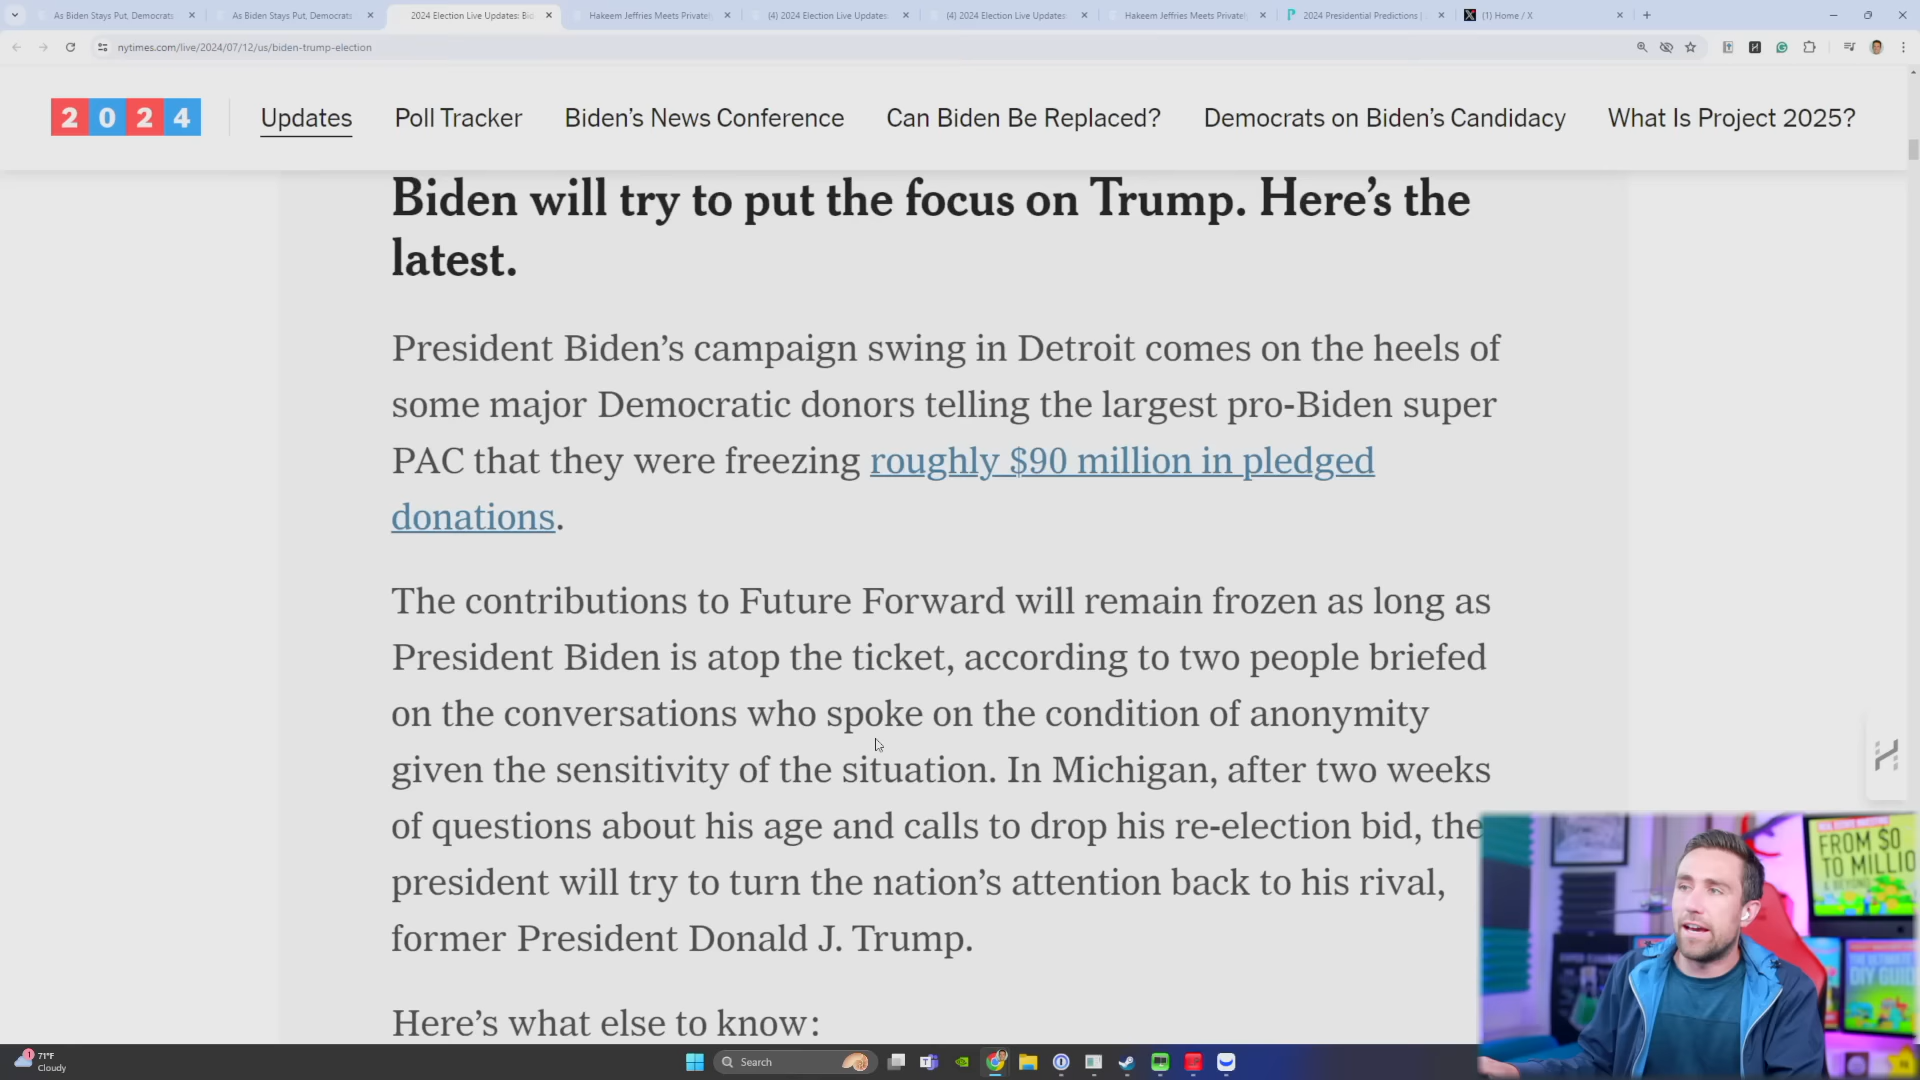 As Biden Stays Put, Democrats
As Biden Stays Put, Democrats
2024 Election Live Updates: Bid
Hakeem Jeffries Meets Privately
(4) 2024 Election Live Updates:
(4) 2024 Election Live Updates:
Hakeem Jeffries Meets Privately
2024 Presidential Predictions |
(1) Home / X
nytimes.com/live/2024/07/12/us/biden-trump-election
2024
Updates
Poll Tracker
Biden’s News Conference
Can Biden Be Replaced?
Democrats on Biden’s Candidacy
What Is Project 2025?
Biden will try to put the focus on Trump. Here’s the
latest.
President Biden’s campaign swing in Detroit comes on the heels of
some major Democratic donors telling the largest pro-Biden super
PAC that they were freezing roughly $90 million in pledged
donations.
The contributions to Future Forward will remain frozen as long as
President Biden is atop the ticket, according to two people briefed
on the conversations who spoke on the condition of anonymity
given the sensitivity of the situation. In Michigan, after two weeks
of questions about his age and calls to drop his re-election bid, the
president will try to turn the nation’s attention back to his rival,
former President Donald J. Trump.
Here’s what else to know:
FROM $0
TO MILLIO
& BEYOND
DIY GUID
1
71°F
Cloudy
Search